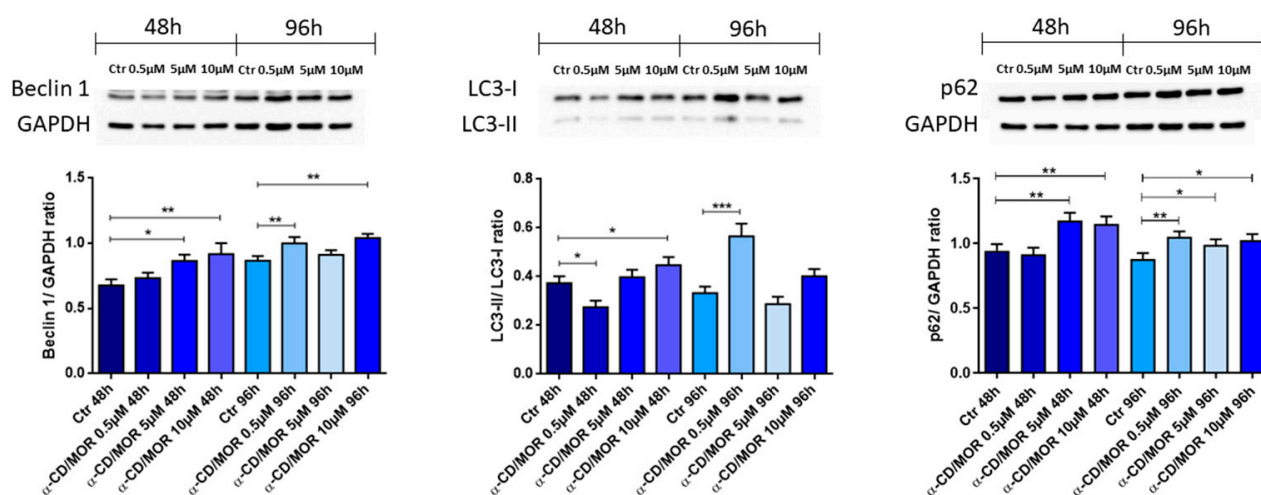 48h 96h
Ctr 0.5μM 5μM 10μM Ctr 0.5μM 5μM 10μM
Beclin 1
GAPDH
1.5
1.0
0.5
0.0
Beclin 1/ GAPDH ratio
* ** ** **
Ctr 48h
α-CD/MOR 0.5μM 48h
α-CD/MOR 5μM 48h
α-CD/MOR 10μM 48h
Ctr 96h
α-CD/MOR 0.5μM 96h
α-CD/MOR 5μM 96h
α-CD/MOR 10μM 96h
48h 96h
Ctr 0.5μM 5μM 10μM Ctr 0.5μM 5μM 10μM
LC3-I
LC3-II
0.8
0.6
0.4
0.2
0.0
LC3-II/ LC3-I ratio
* * ***
Ctr 48h
α-CD/MOR 0.5μM 48h
α-CD/MOR 5μM 48h
α-CD/MOR 10μM 48h
Ctr 96h
α-CD/MOR 0.5μM 96h
α-CD/MOR 5μM 96h
α-CD/MOR 10μM 96h
48h 96h
Ctr 0.5μM 5μM 10μM Ctr 0.5μM 5μM 10μM
p62
GAPDH
1.5
1.0
0.5
0.0
p62/ GAPDH ratio
** ** ** * *
Ctr 48h
α-CD/MOR 0.5μM 48h
α-CD/MOR 5μM 48h
α-CD/MOR 10μM 48h
Ctr 96h
α-CD/MOR 0.5μM 96h
α-CD/MOR 5μM 96h
α-CD/MOR 10μM 96h